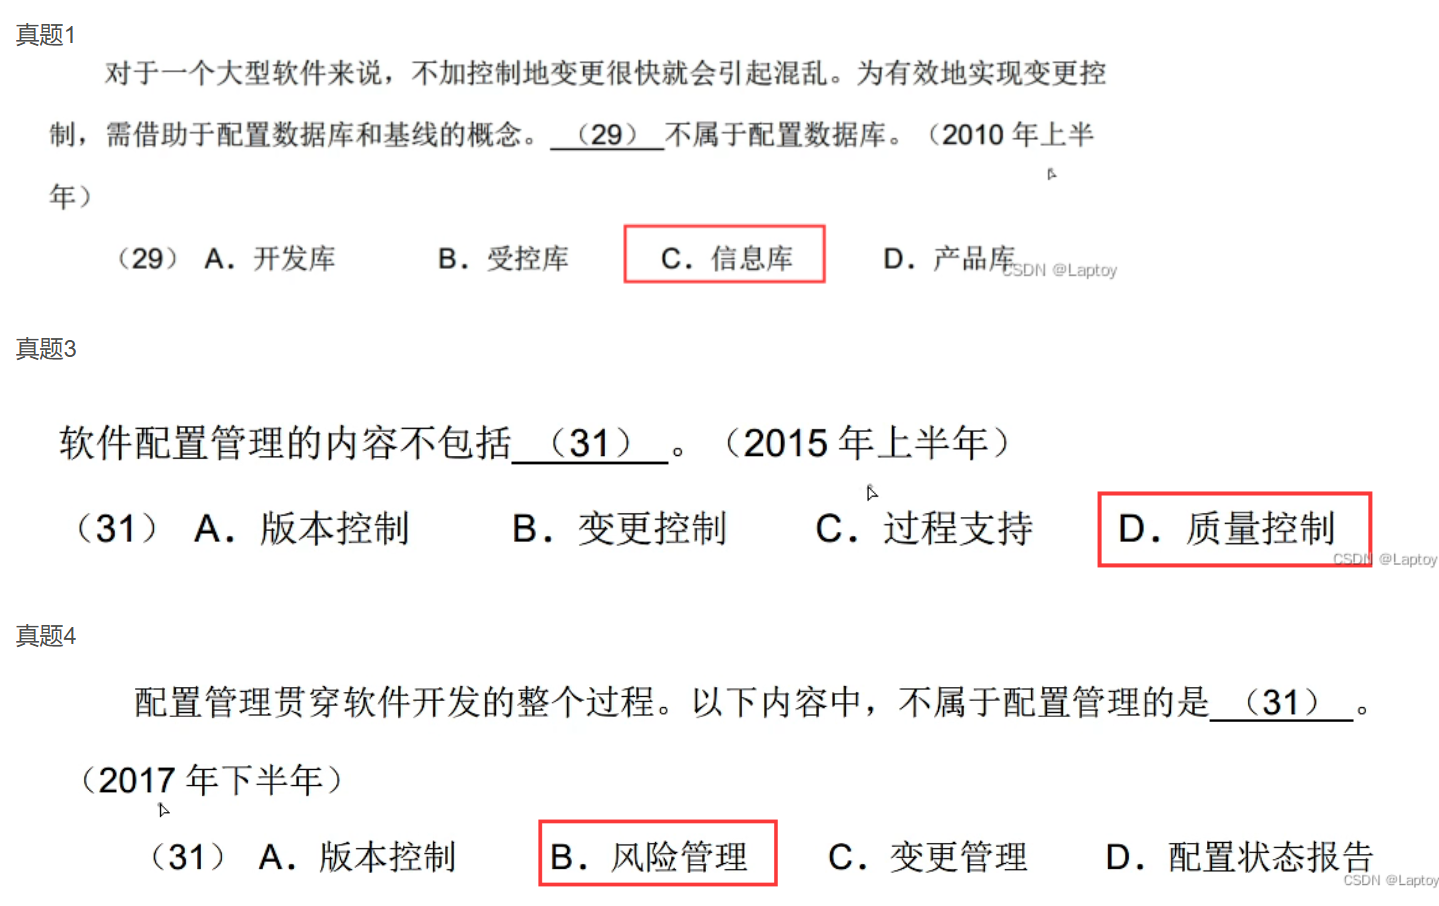 真题1
对于一个大型软件来说，不加控制地变更很快就会引起混乱。为有效地实现变更控
制，需借助于配置数据库和基线的概念。（29）不属于配置数据库。（2010 年上半
年）
（29） A．开发库 B．受控库 C．信息库 D．产品库
CSDN @Laptoy
真题3
软件配置管理的内容不包括（31）。（2015 年上半年）
（31） A．版本控制 B．变更控制 C．过程支持 D．质量控制
CSDN @Laptoy
真题4
配置管理贯穿软件开发的整个过程。以下内容中，不属于配置管理的是（31）。
（2017 年下半年）
（31） A．版本控制 B．风险管理 C．变更管理 D．配置状态报告
CSDN @Laptoy